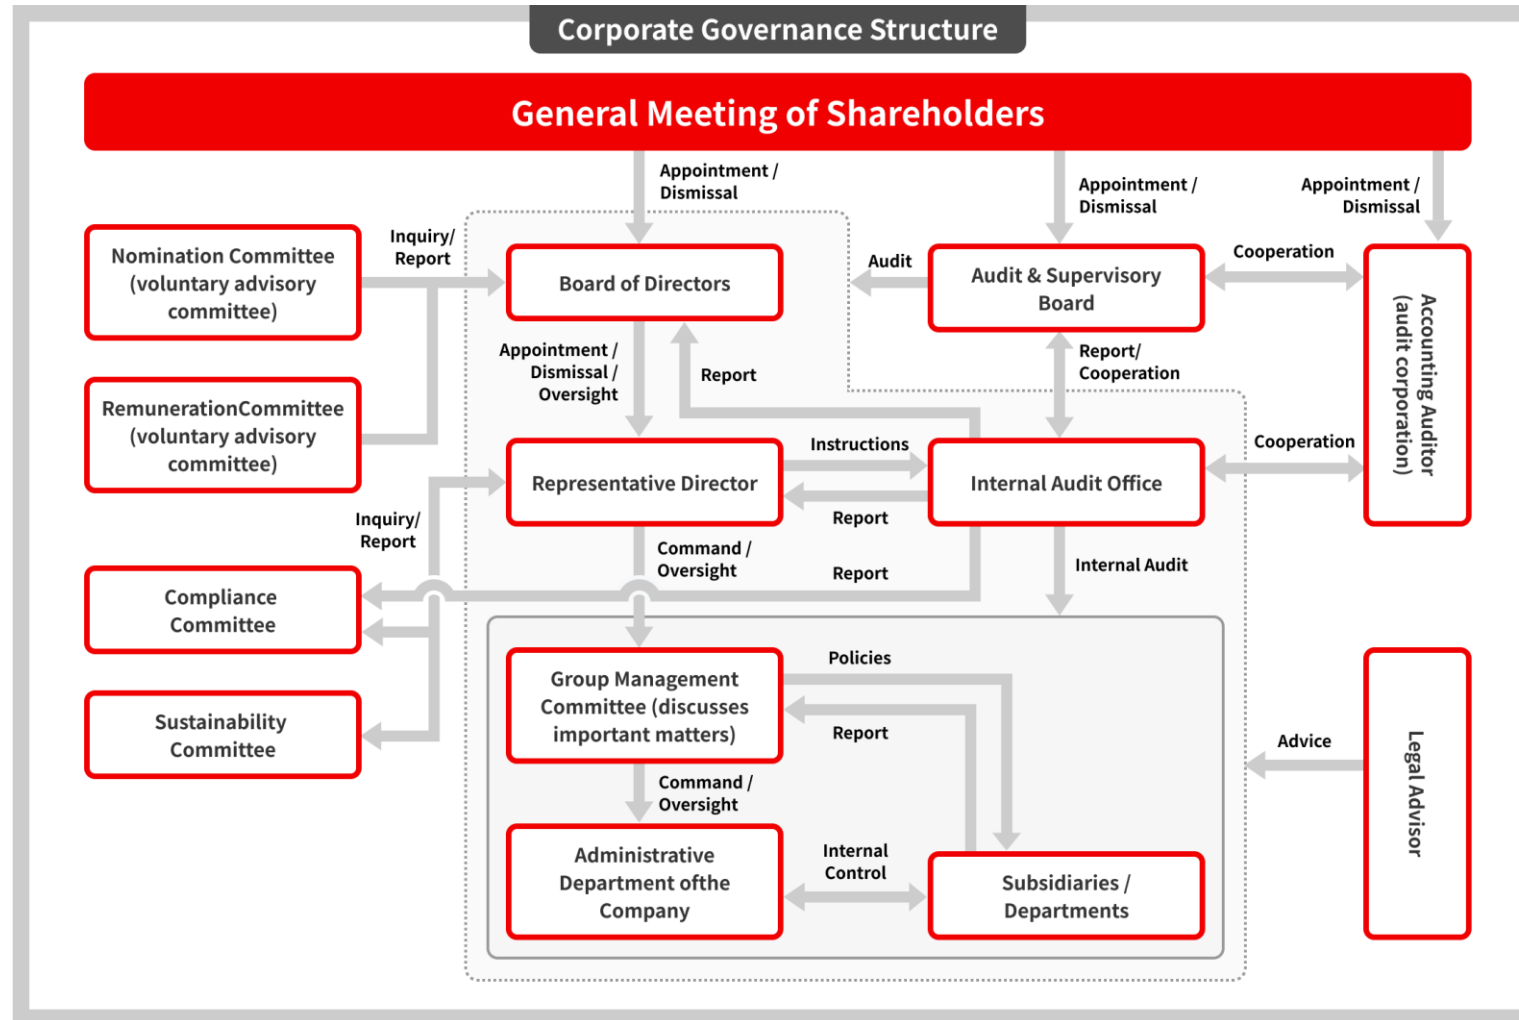 Corporate Governance Structure
General Meeting of Shareholders
Appointment /
Dismissal
Appointment /
Dismissal
Appointment /
Dismissal
Nomination Committee
(voluntary advisory
committee)
Inquiry/
Report
Board of Directors
Audit
Audit & Supervisory
Board
Cooperation
Accounting Auditor
(audit corporation)
Appointment /
Dismissal /
Oversight
Report
Report/
Cooperation
RemunerationCommittee
(voluntary advisory
committee)
Representative Director
Instructions
Report
Internal Audit Office
Cooperation
Inquiry/
Report
Command /
Oversight
Report
Internal Audit
Compliance
Committee
Sustainability
Committee
Group Management
Committee (discusses
important matters)
Policies
Report
Advice
Legal Advisor
Command /
Oversight
Administrative
Department ofthe
Company
Internal
Control
Subsidiaries /
Departments